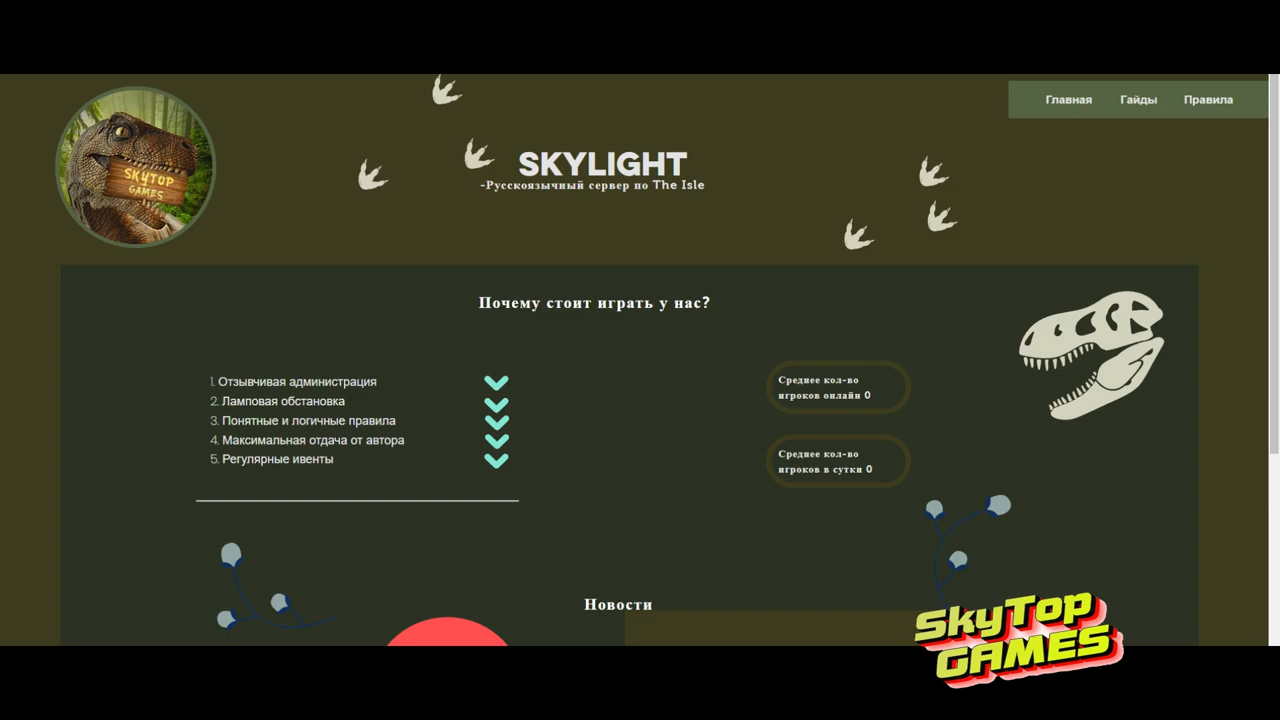 Главная Гайды Правила
SKYTOP
GAMES
SKYLIGHT
-Русскоязычный сервер по The Isle
Почему стоит играть у нас?
1. Отзывчивая администрация
2. Ламповая обстановка
3. Понятные и логичные правила
4. Максимальная отдача от автора
5. Регулярные ивенты
Среднее кол-во
игроков онлайн 0
Среднее кол-во
игроков в сутки 0
Новости
SkyTop
GAMES